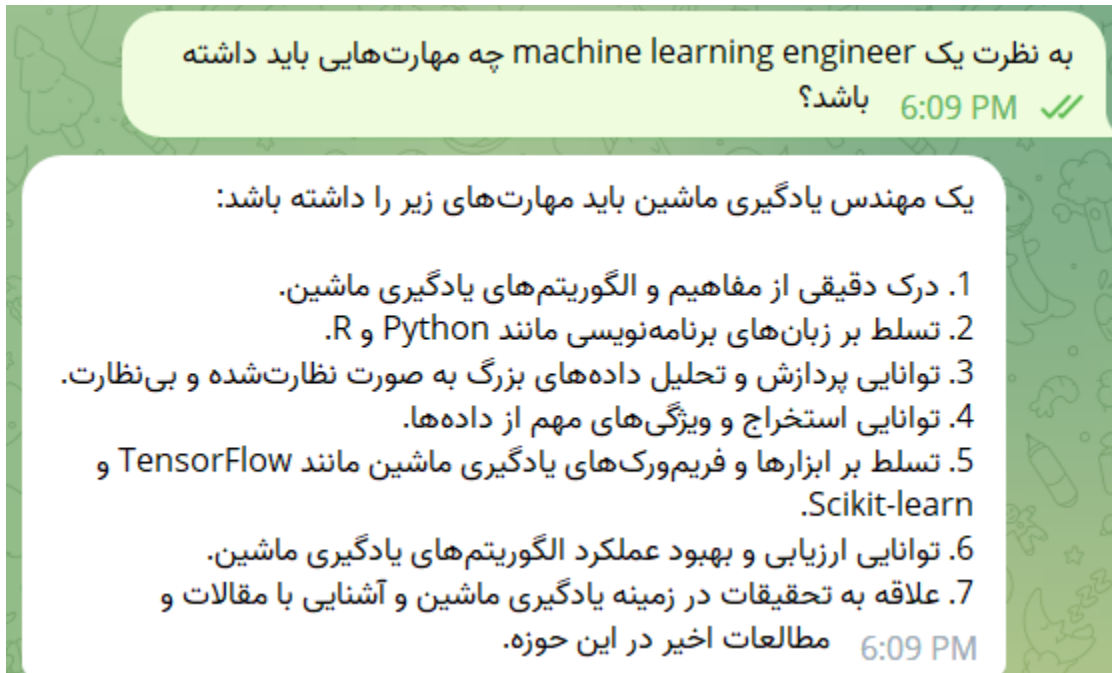 به نظرت یک machine learning engineer چه مهارت‌هایی باید داشته
باشد؟ 6:09 PM
یک مهندس یادگیری ماشین باید مهارت‌های زیر را داشته باشد:
1. درک دقیقی از مفاهیم و الگوریتم‌های یادگیری ماشین.
2. تسلط بر زبان‌های برنامه‌نویسی مانند Python و R.
3. توانایی پردازش و تحلیل داده‌های بزرگ به صورت نظارت‌شده و بی‌نظارت.
4. توانایی استخراج و ویژگی‌های مهم از داده‌ها.
5. تسلط بر ابزارها و فریم‌ورک‌های یادگیری ماشین مانند TensorFlow و
Scikit-learn.
6. توانایی ارزیابی و بهبود عملکرد الگوریتم‌های یادگیری ماشین.
7. علاقه به تحقیقات در زمینه یادگیری ماشین و آشنایی با مقالات و
مطالعات اخیر در این حوزه. 6:09 PM